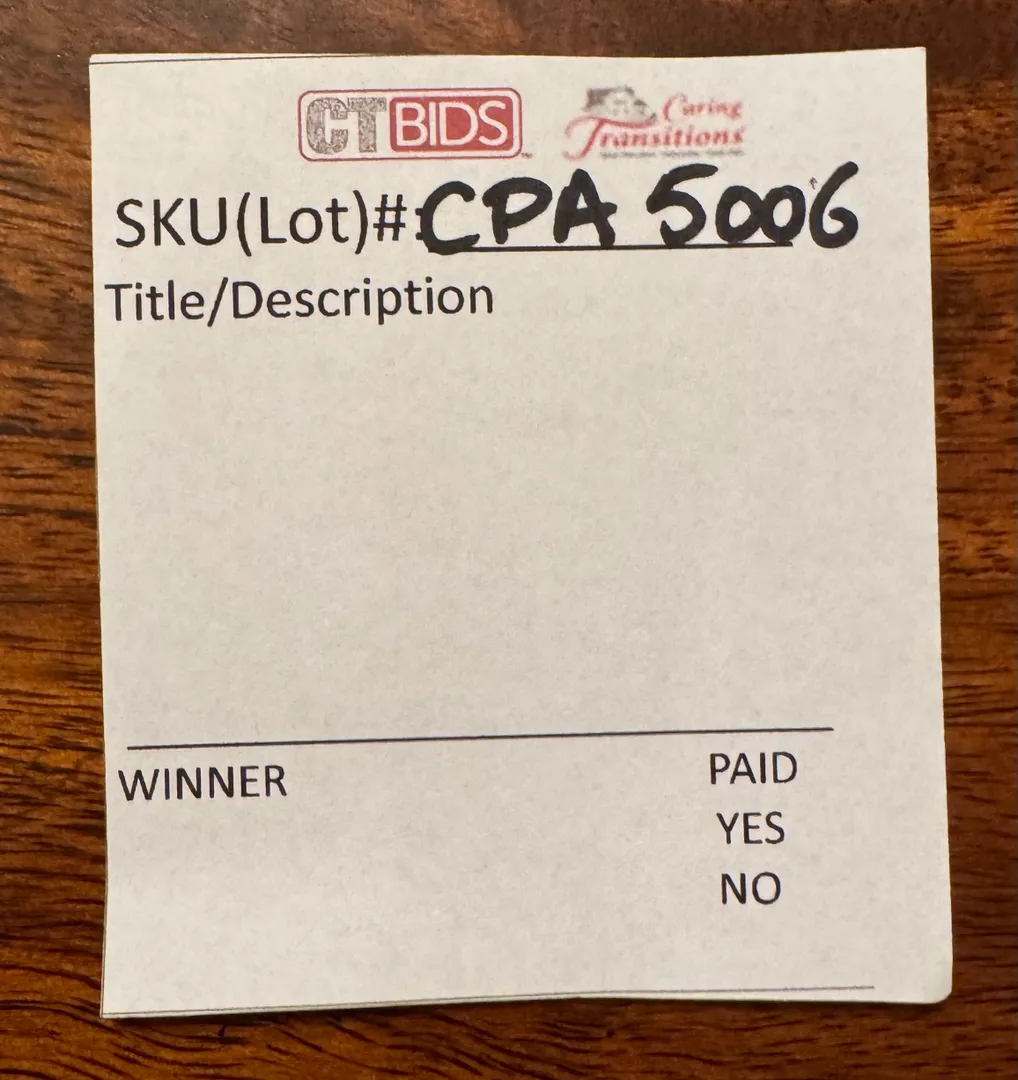 CTBIDS
Caring
Transitions
SKU(Lot)#: CPA 5006
Title/Description
WINNER
PAID
YES
NO